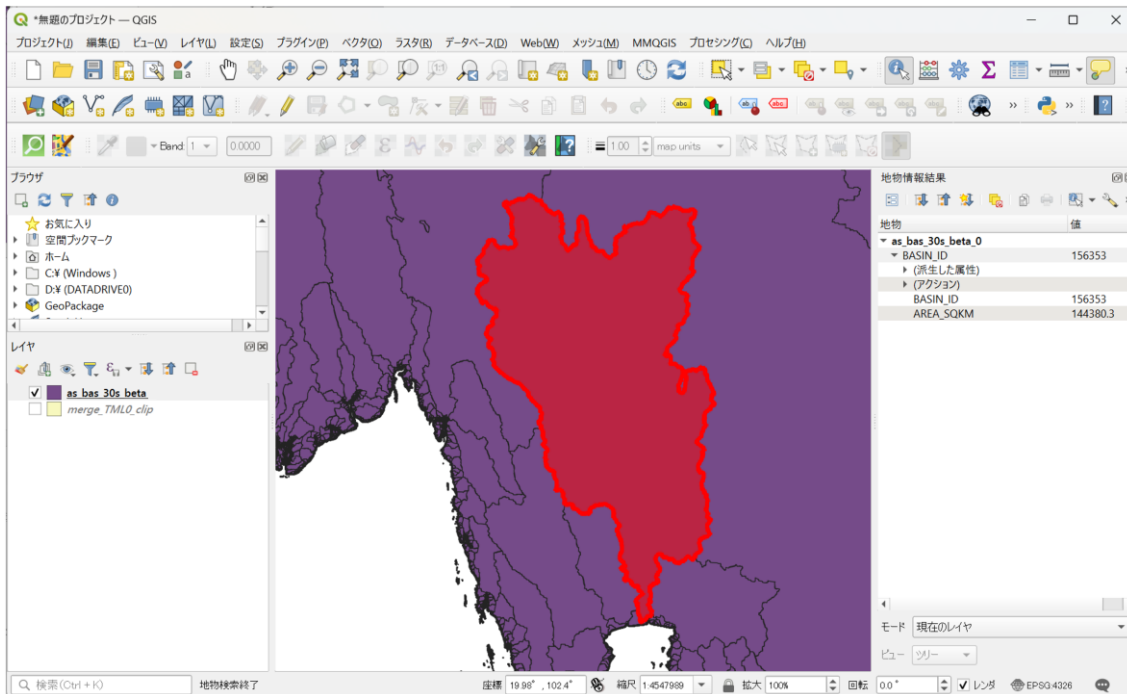 *無題のプロジェクト — QGIS
プロジェクト(J) 編集(E) ビュー(V) レイヤ(L) 設定(S) プラグイン(P) ベクタ(O) ラスタ(R) データベース(D) Web(W) メッシュ(M) MMQGIS プロセシング(C) ヘルプ(H)
abc abc abc
Band: 1 0.0000 1.00 map units
ブラウザ
お気に入り
空間ブックマーク
ホーム
C:¥ (Windows )
D:¥ (DATADRIVE0)
GeoPackage
レイヤ
as_bas_30s_beta
merge_TML0_clip
地物情報結果
地物 値
as_bas_30s_beta_0
BASIN_ID 156353
(派生した属性)
(アクション)
BASIN_ID 156353
AREA_SQKM 144380.3
モード 現在のレイヤ
ビュー ツリー
検索(Ctrl + K) 地物検索終了 座標 19.98° , 102.4° 縮尺 1:4547989 拡大 100% 回転 0.0 ° レンダ EPSG:4326